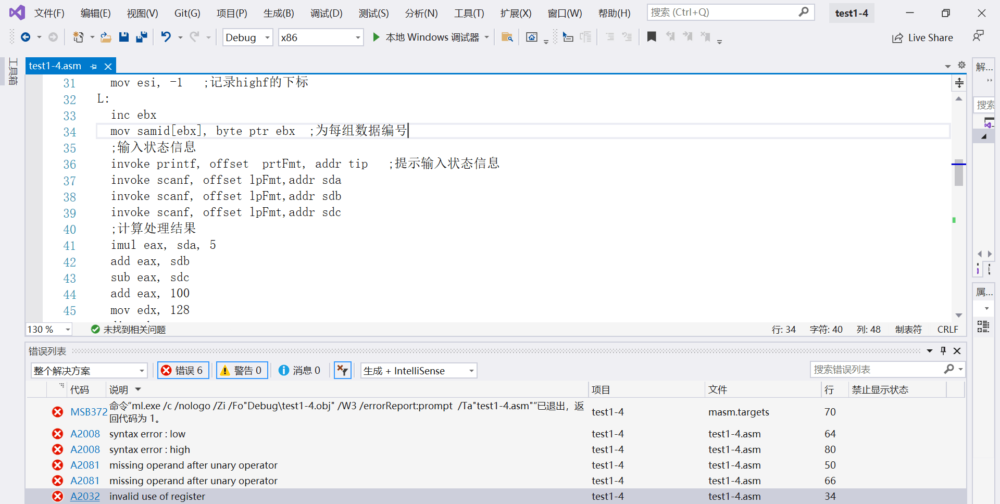 文件(F) 编辑(E) 视图(V) Git(G) 项目(P) 生成(B) 调试(D) 测试(S) 分析(N) 工具(T) 扩展(X) 窗口(W) 帮助(H) 搜索 (Ctrl+Q) test1-4
Debug x86 本地 Windows 调试器 Live Share
工具箱
test1-4.asm
解...
搜索
31 mov esi, -1 ;记录highf的下标
32 L:
33 inc ebx
34 mov samid[ebx], byte ptr ebx ;为每组数据编号
35 ;输入状态信息
36 invoke printf, offset prtFmt, addr tip ;提示输入状态信息
37 invoke scanf, offset lpFmt,addr sda
38 invoke scanf, offset lpFmt,addr sdb
39 invoke scanf, offset lpFmt,addr sdc
40 ;计算处理结果
41 imul eax, sda, 5
42 add eax, sdb
43 sub eax, sdc
44 add eax, 100
45 mov edx, 128
属...
130 % 未找到相关问题 行: 34 字符: 40 列: 48 制表符 CRLF
错误列表
整个解决方案 错误 6 警告 0 消息 0 生成 + IntelliSense 搜索错误列表
代码 说明 项目 文件 行 禁止显示状态
MSB372 命令“ml.exe /c /nologo /Zi /Fo"Debug\test1-4.obj" /W3 /errorReport:prompt /Ta"test1-4.asm"”已退出，返 test1-4 masm.targets 70
回代码为 1。
A2008 syntax error : low test1-4 test1-4.asm 64
A2008 syntax error : high test1-4 test1-4.asm 80
A2081 missing operand after unary operator test1-4 test1-4.asm 50
A2081 missing operand after unary operator test1-4 test1-4.asm 66
A2032 invalid use of register test1-4 test1-4.asm 34